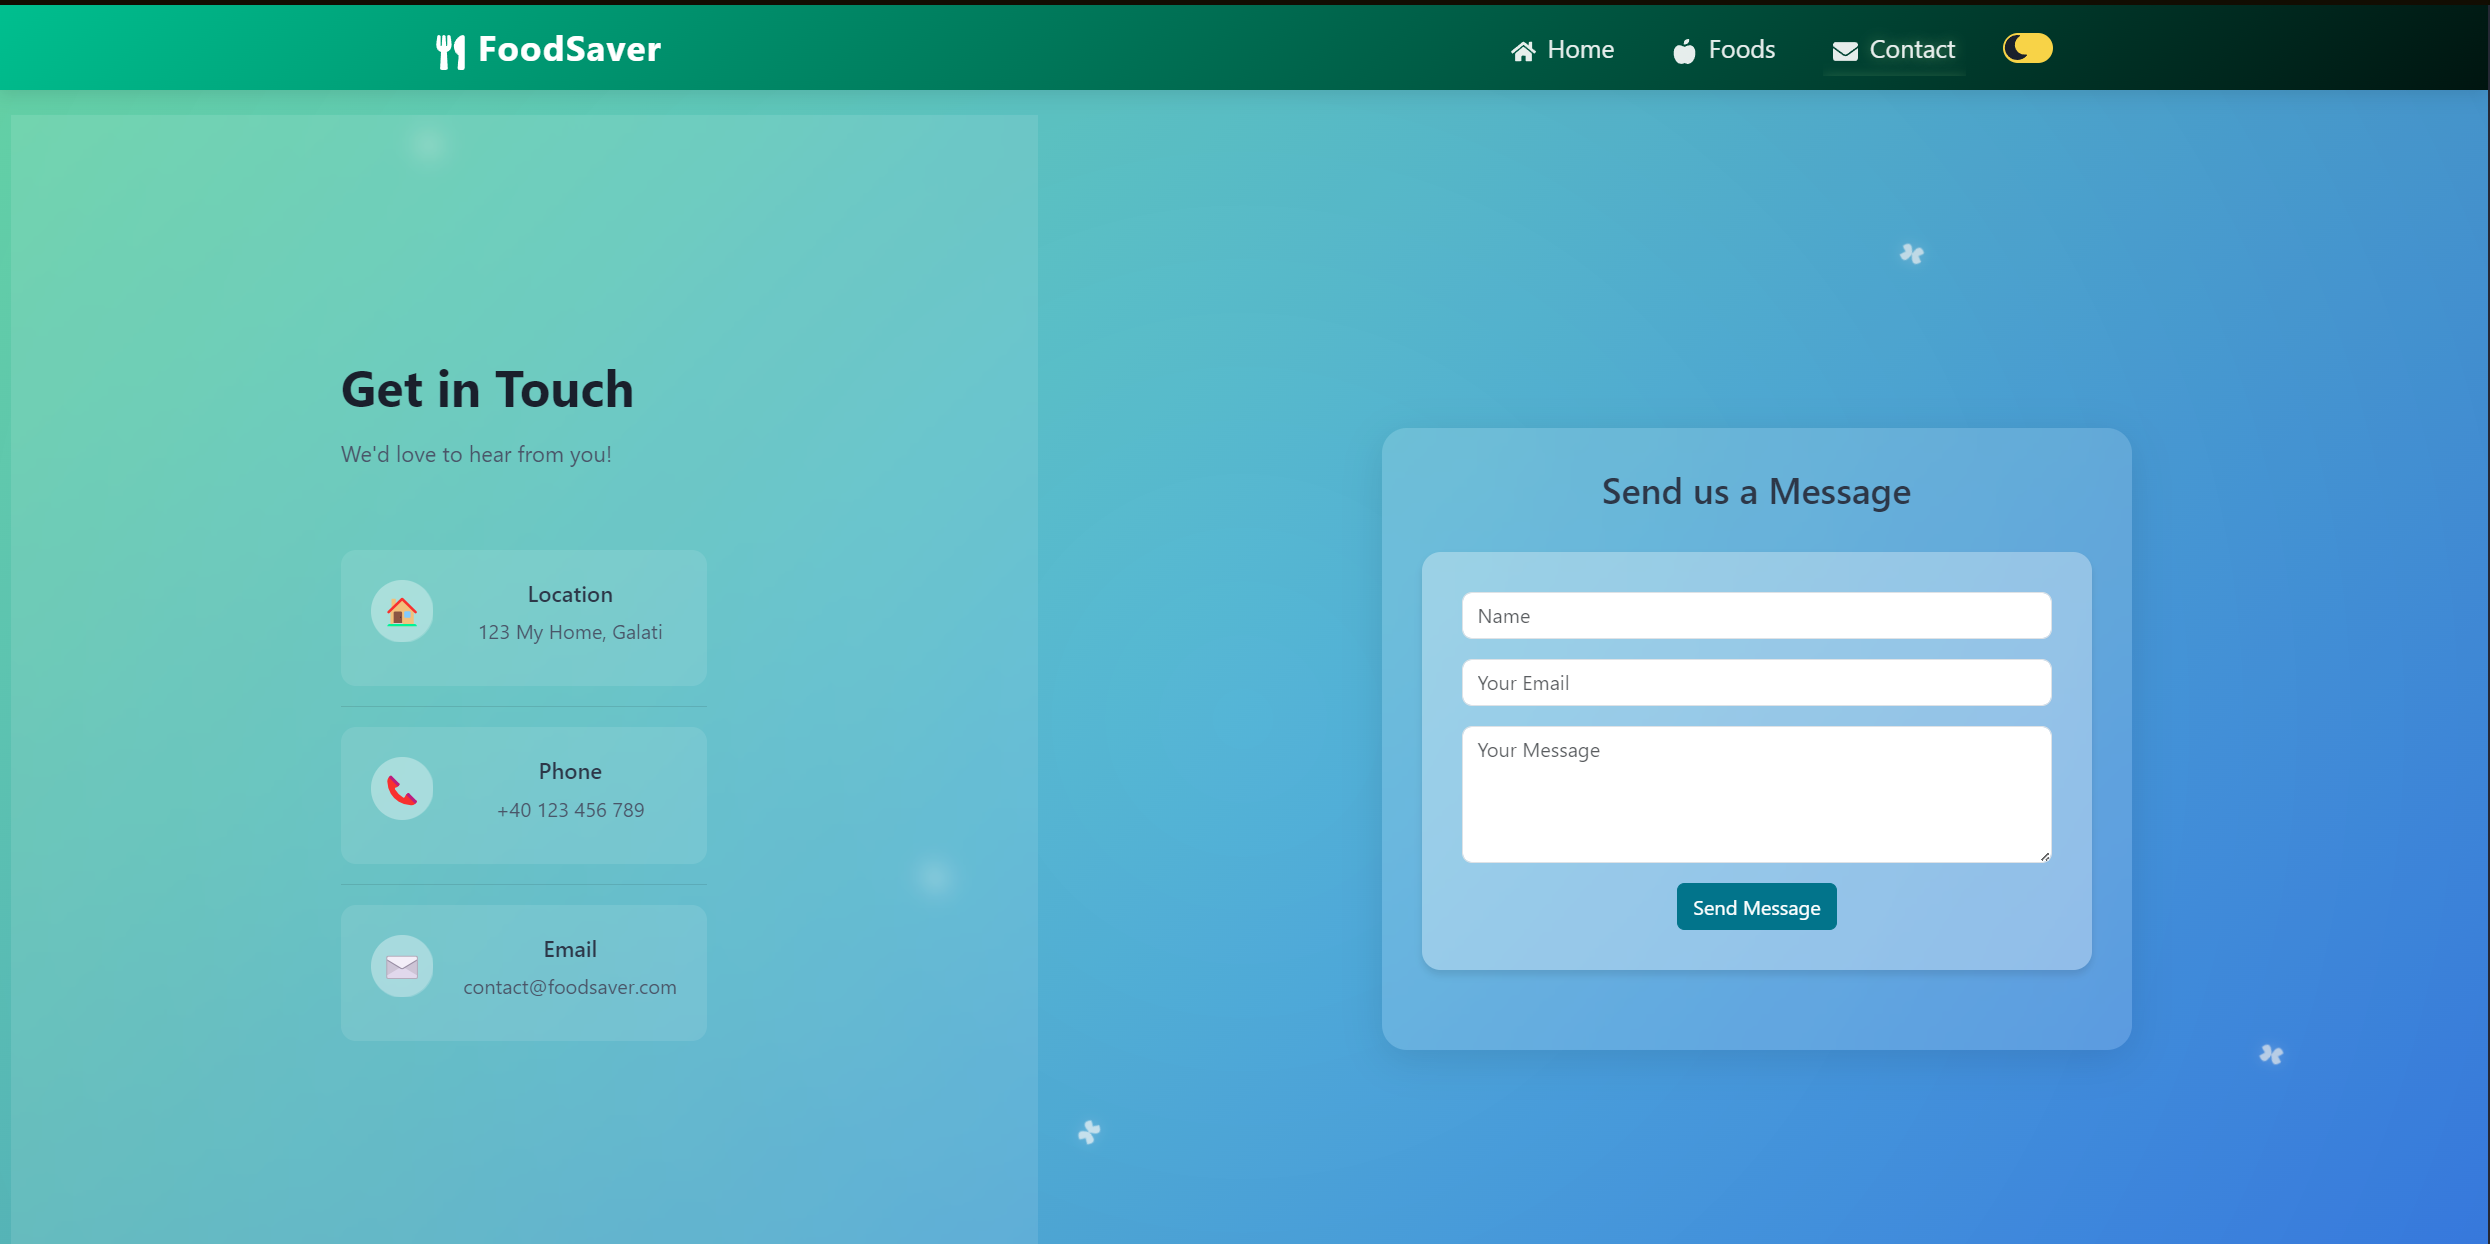 FoodSaver
Home
Foods
Contact
Get in Touch
We'd love to hear from you!
Location
123 My Home, Galati
Phone
+40 123 456 789
Email
contact@foodsaver.com
Send us a Message
Name
Your Email
Your Message
Send Message